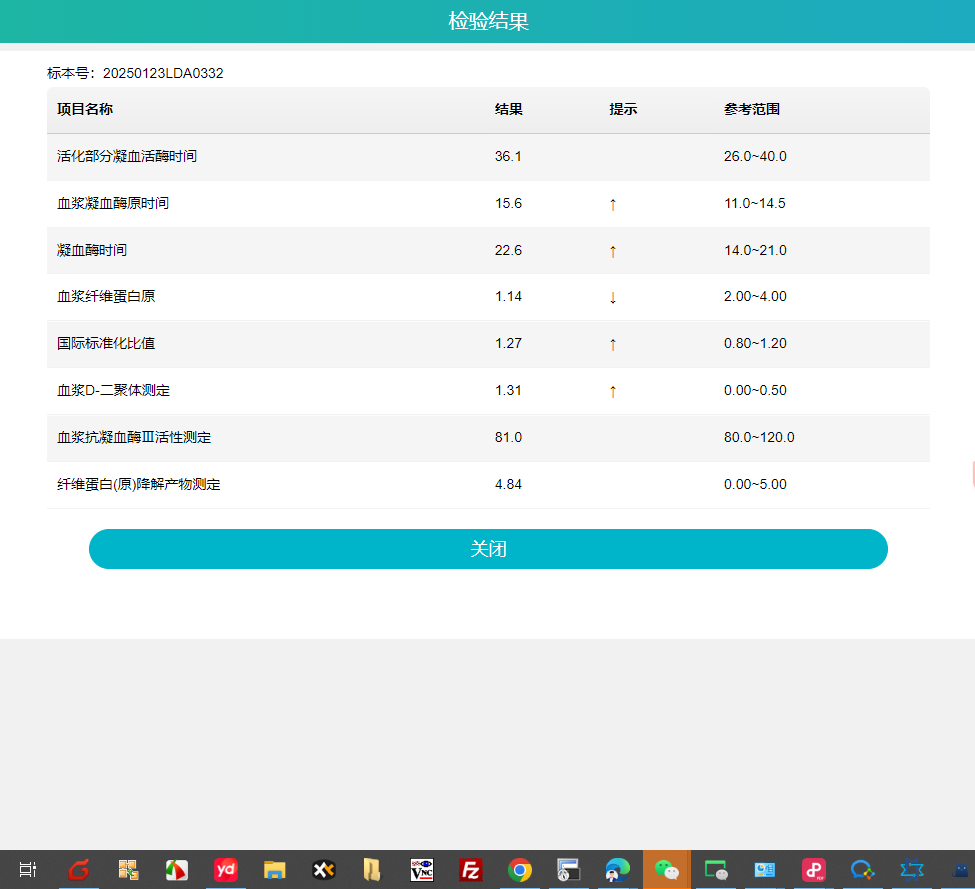 检验结果
标本号：20250123LDA0332
项目名称 结果 提示 参考范围
活化部分凝血活酶时间 36.1 26.0~40.0
血浆凝血酶原时间 15.6 ↑ 11.0~14.5
凝血酶时间 22.6 ↑ 14.0~21.0
血浆纤维蛋白原 1.14 ↓ 2.00~4.00
国际标准化比值 1.27 ↑ 0.80~1.20
血浆D-二聚体测定 1.31 ↑ 0.00~0.50
血浆抗凝血酶Ⅲ活性测定 81.0 80.0~120.0
纤维蛋白(原)降解产物测定 4.84 0.00~5.00
关闭
yd VNC Fz